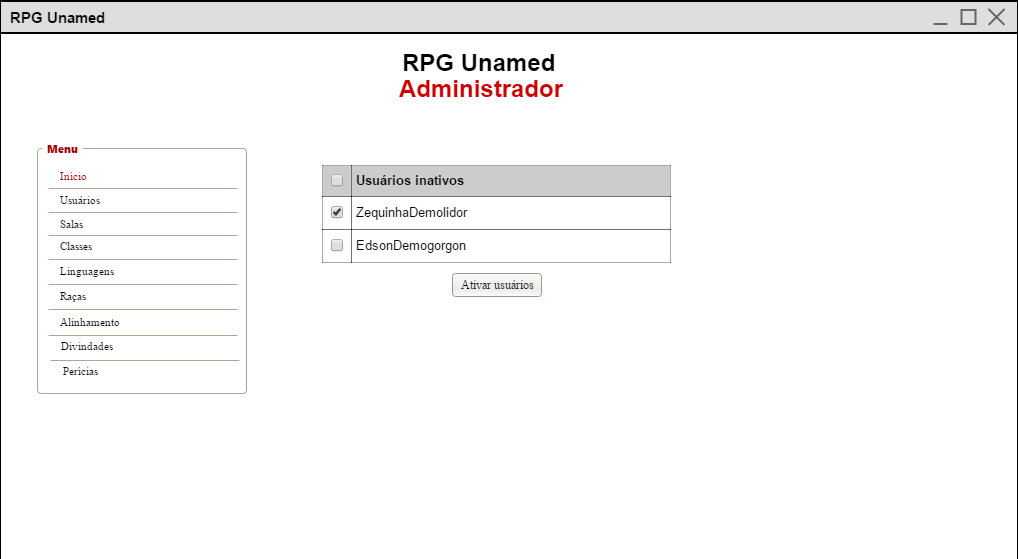 RPG Unamed
RPG Unamed
Administrador
Menu
Inicio
Usuários
Salas
Classes
Linguagens
Raças
Alinhamento
Divindades
Perícias
Usuários inativos
ZequinhaDemolidor
EdsonDemogorgon
Ativar usuários